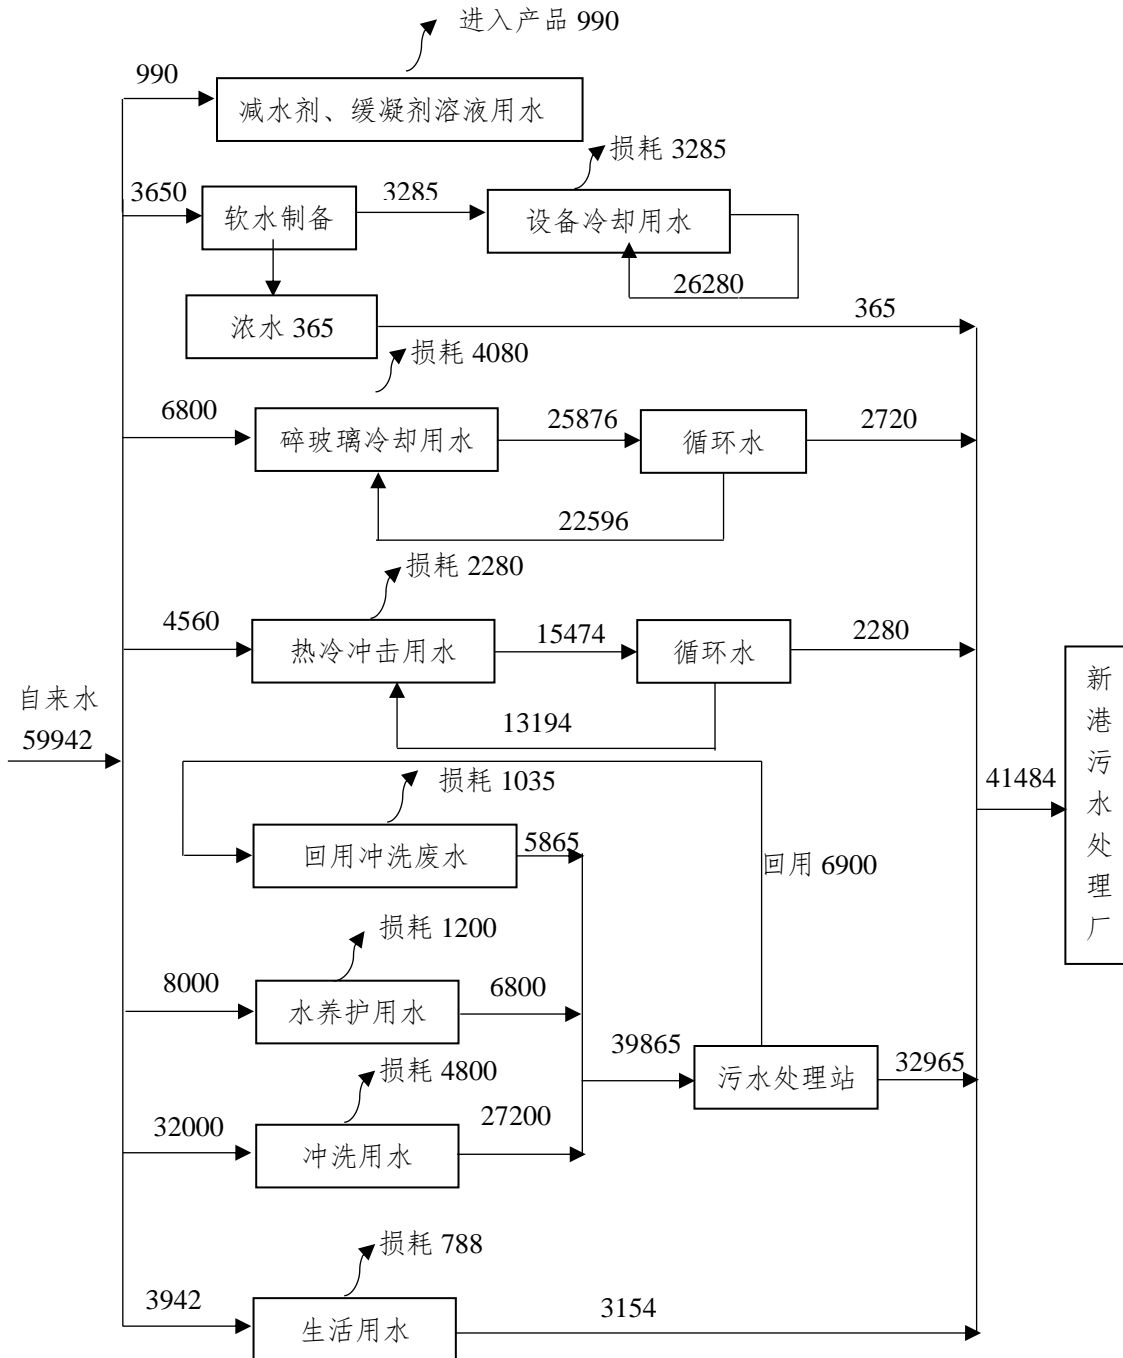 进入产品 990
990
减水剂、缓凝剂溶液用水
损耗 3285
3650
软水制备
3285
设备冷却用水
26280
浓水 365
365
损耗 4080
6800
碎玻璃冷却用水
25876
循环水
2720
22596
损耗 2280
4560
热冷冲击用水
15474
循环水
2280
13194
自来水
59942
损耗 1035
回用冲洗废水
5865
回用 6900
41484
新港污水处理厂
损耗 1200
8000
水养护用水
6800
39865
污水处理站
32965
损耗 4800
32000
冲洗用水
27200
损耗 788
3942
生活用水
3154